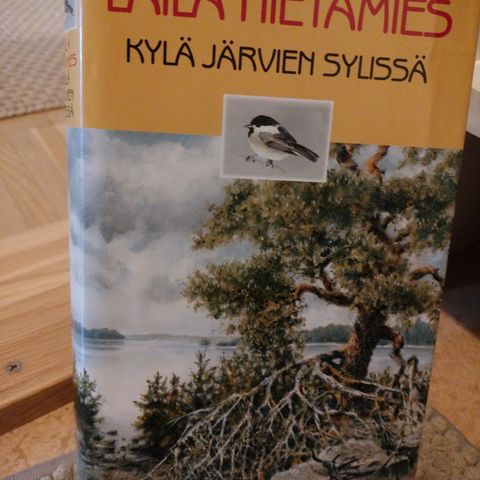 LAILA HIETAMIES
KYLÄ JÄRVIEN SYLISSÄ